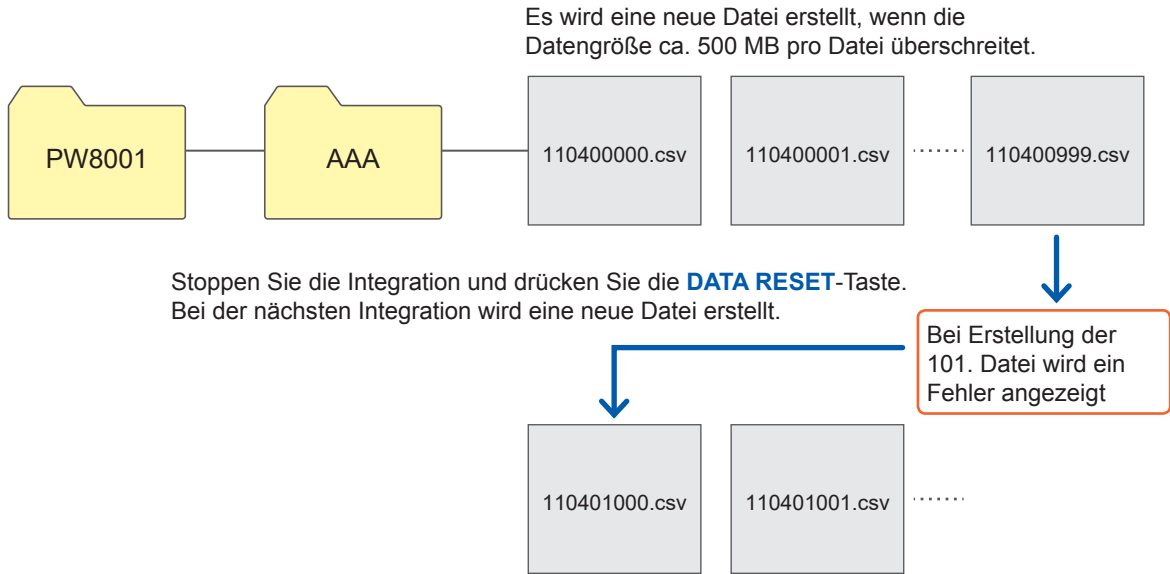 Es wird eine neue Datei erstellt, wenn die
Datengröße ca. 500 MB pro Datei überschreitet.
PW8001
AAA
110400000.csv
110400001.csv
110400999.csv
Stoppen Sie die Integration und drücken Sie die DATA RESET-Taste.
Bei der nächsten Integration wird eine neue Datei erstellt.
Bei Erstellung der
101. Datei wird ein
Fehler angezeigt
110401000.csv
110401001.csv